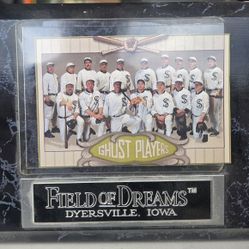 GHOST PLAYERS
FIELD OF DREAMS™
DYERSVILLE, IOWA